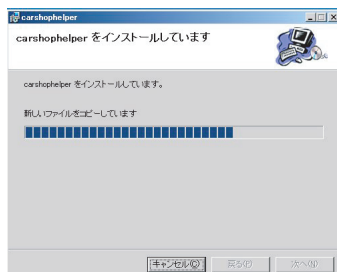 carshophelper
carshophelper をインストールしています
carshophelper をインストールしています。
新しいファイルをコピーしています
キャンセル(C)
戻る(P)
次へ(N)